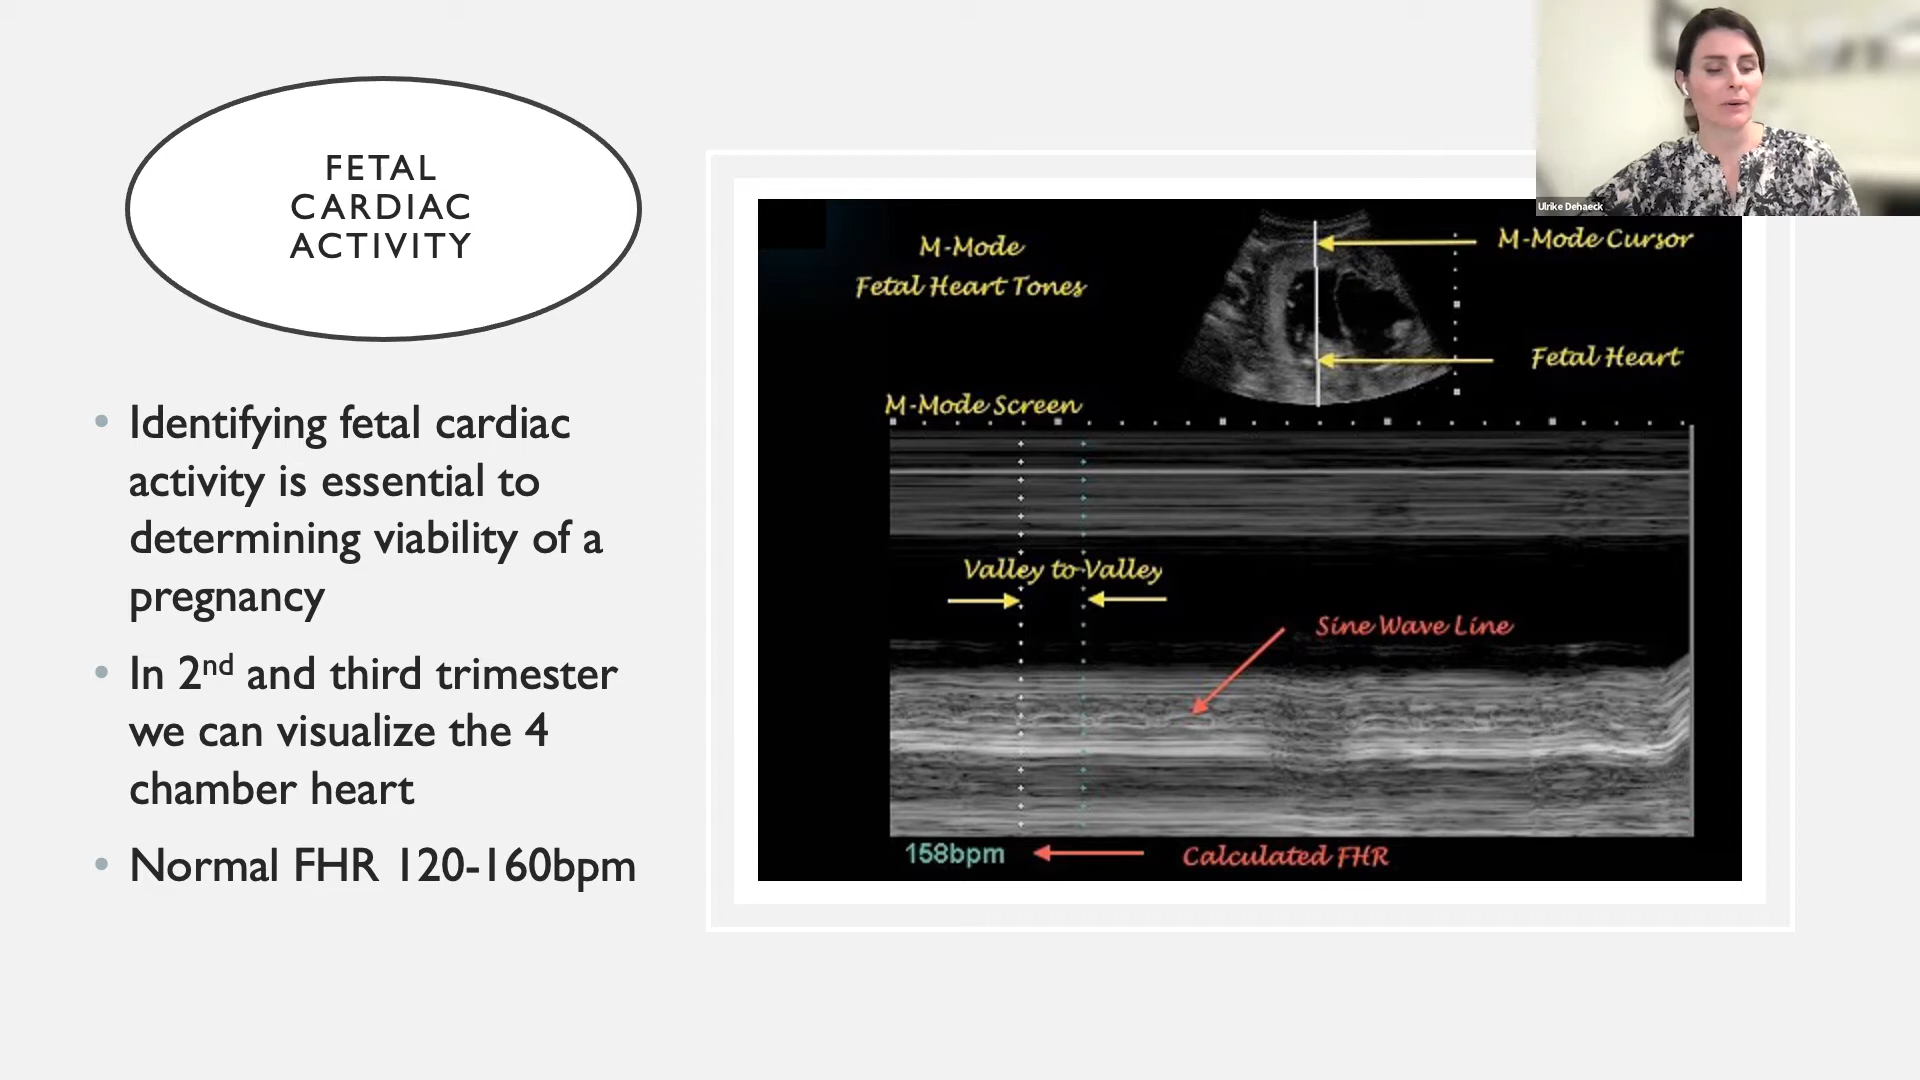 FETAL
CARDIAC
ACTIVITY
• Identifying fetal cardiac
activity is essential to
determining viability of a
pregnancy
• In 2nd and third trimester
we can visualize the 4
chamber heart
• Normal FHR 120-160bpm
M-Mode
Fetal Heart Tones
M-Mode Cursor
Fetal Heart
M-Mode Screen
Valley to Valley
Sine Wave Line
158bpm
Calculated FHR
Ulrike Dehaeck